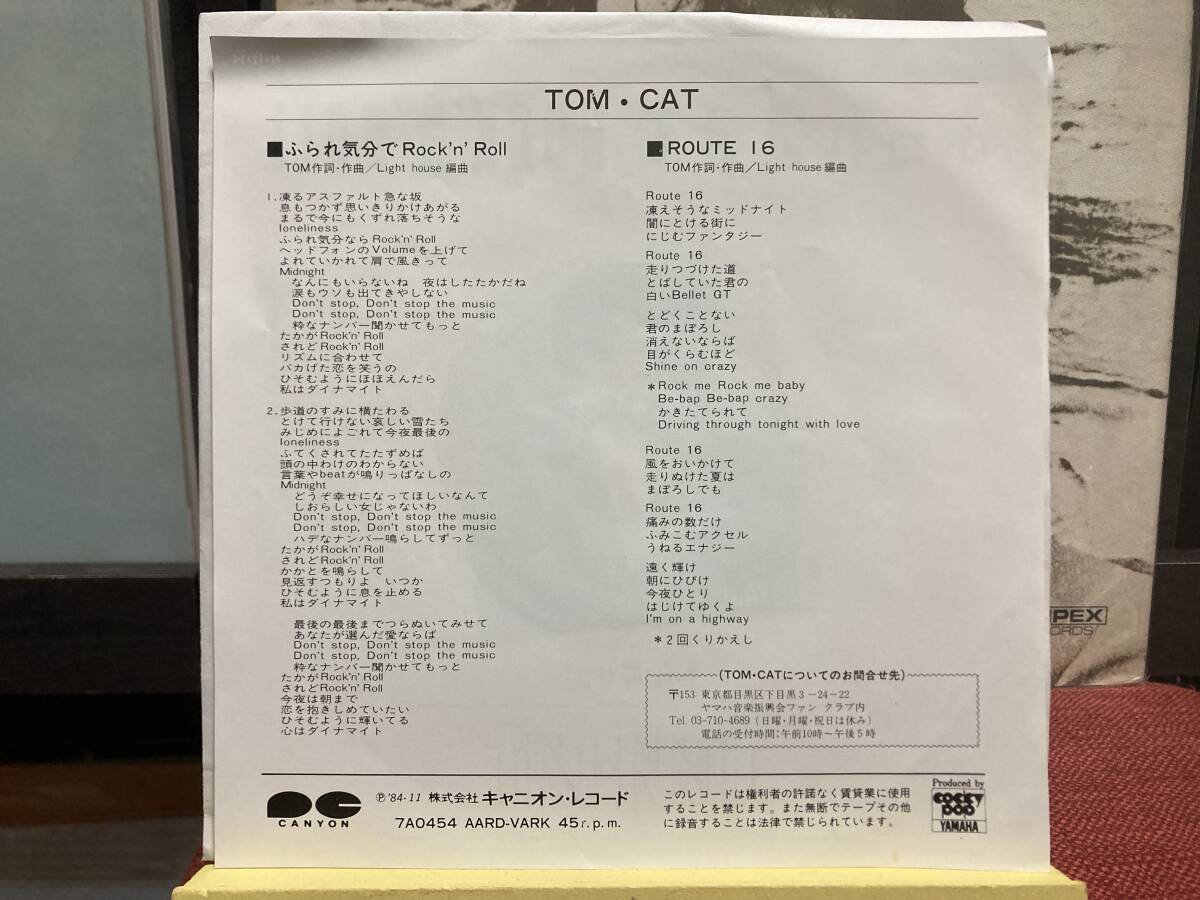 TOM・CAT
■ふられ気分でRock'n' Roll
TOM作詞・作曲／Light house 編曲
1. 凍るアスファルト急な坂
息もつかず思いきりかけあがる
まるで今にもくずれ落ちそうな
loneliness
ふられ気分なら Rock'n' Roll
ヘッドフォンのVolumeを上げて
よれていかれて肩で風きって
Midnight
なんにもいらないね 夜はしたたかだね
涙もウソも出てきやしない
Don't stop, Don't stop the music
Don't stop, Don't stop the music
粋なナンバー聞かせてもっと
たかがRock'n' Roll
されどRock'n' Roll
リズムに合わせて
バカげた恋を笑うの
ひそむようにほほえんだら
私はダイナマイト
2. 歩道のすみに横たわる
とけて行けない哀しい雪たち
みじめによごれて今夜最後の
loneliness
ふてくされてたたずめば
頭の中わけのわからない
言葉やbeatが鳴りっぱなしの
Midnight
どうぞ幸せになってほしいなんて
しおらしい女じゃないわ
Don't stop, Don't stop the music
Don't stop, Don't stop the music
ハデなナンバー鳴らしてずっと
たかがRock'n' Roll
されどRock'n' Roll
かかとを鳴らして
見返すつもりよ いつか
ひそむように息を止める
私はダイナマイト
最後の最後までつらぬいてみせて
あなたが選んだ愛ならば
Don't stop, Don't stop the music
Don't stop, Don't stop the music
粋なナンバー聞かせてもっと
たかがRock'n' Roll
されどRock'n' Roll
今夜は朝まで
恋を抱きしめていたい
ひそむように輝いてる
心はダイナマイト
■ROUTE 16
TOM作詞・作曲／Light house 編曲
Route 16
凍えそうなミッドナイト
闇にとける街に
にじむファンタジー
Route 16
走りつづけた道
とばしていた君の
白いBellet GT
とどくことない
君のまぼろし
消えないならば
目がくらむほど
Shine on crazy
＊Rock me Rock me baby
Be-bap Be-bap crazy
かきたてられて
Driving through tonight with love
Route 16
風をおいかけて
走りぬけた夏は
まぼろしでも
Route 16
痛みの数だけ
ふみこむアクセル
うねるエナジー
遠く輝け
朝にひびけ
今夜ひとり
はじけてゆくよ
I'm on a highway
＊2回くりかえし
(TOM・CATについてのお問合せ先)
〒153 東京都目黒区下目黒3－24－22
ヤマハ音楽振興会ファン クラブ内
Tel. 03-710-4689 (日曜・月曜・祝日は休み)
電話の受付時間；午前10時～午後5時
CANYON
Ⓟ'84-11 株式会社 キャニオン・レコード
7A0454 AARD-VARK 45 r.p.m.
このレコードは権利者の許諾なく賃貸業に使用
することを禁じます。また無断でテープその他
に録音することは法律で禁じられています。
Produced by
cocky
pop
YAMAHA